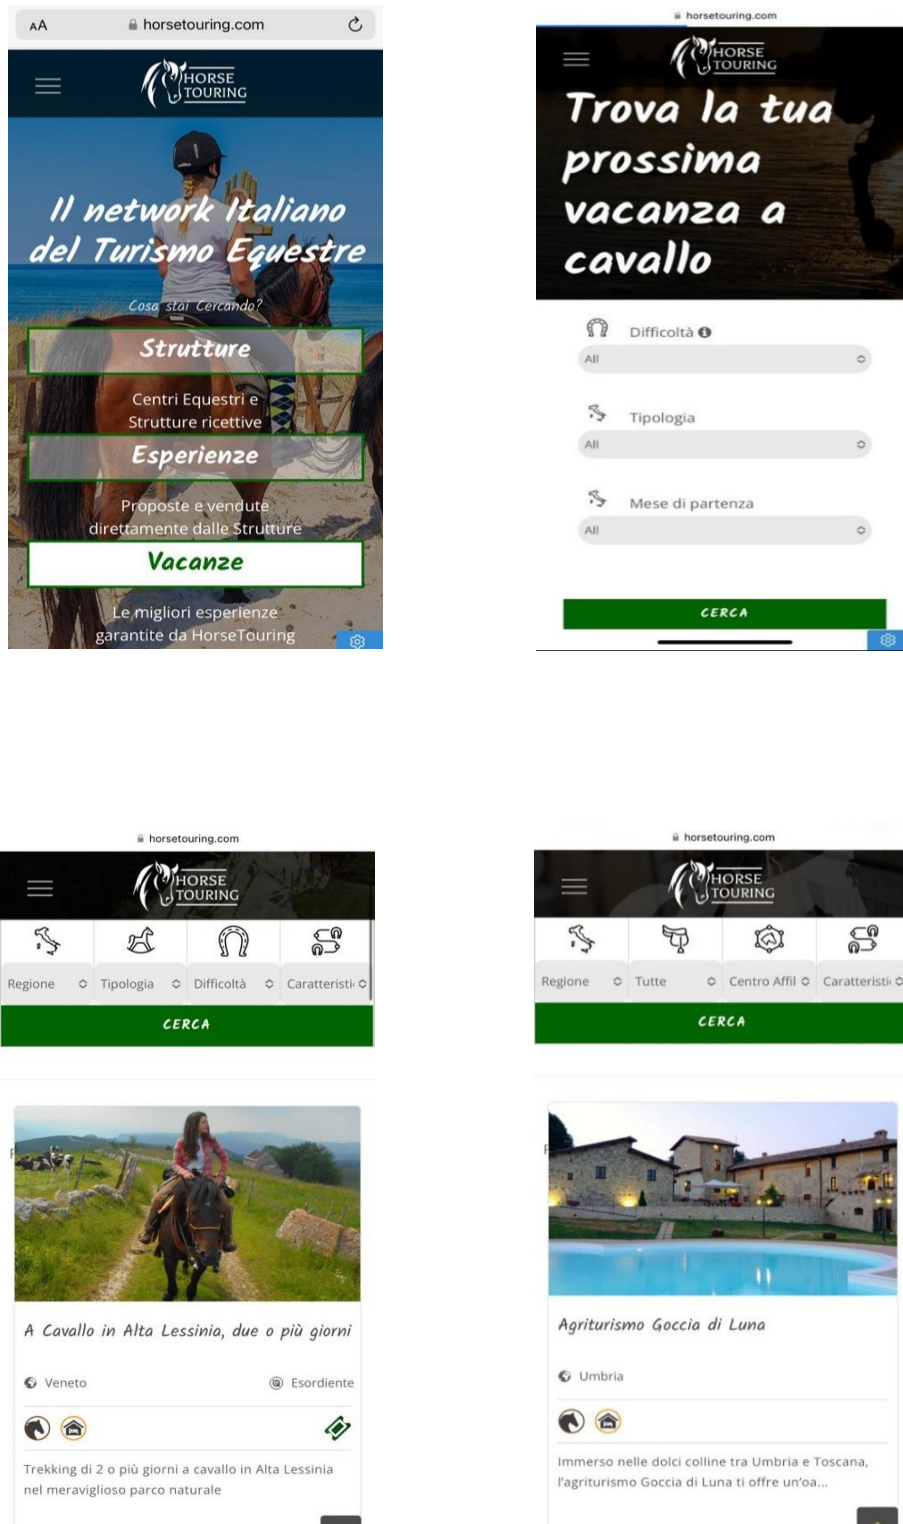 AA horsetouring.com
HORSE
TOURING
Il network Italiano
del Turismo Equestre
Cosa stai Cercando?
Strutture
Centri Equestri e
Strutture ricettive
Esperienze
Proposte e vendute
direttamente dalle Strutture
Vacanze
Le migliori esperienze
garantite da HorseTouring
horsetouring.com
HORSE
TOURING
Trova la tua
prossima
vacanza a
cavallo
Difficoltà
All
Tipologia
All
Mese di partenza
All
CERCA
horsetouring.com
HORSE
TOURING
Regione Tipologia Difficoltà Caratteristi
CERCA
A Cavallo in Alta Lessinia, due o più giorni
Veneto Esordiente
Trekking di 2 o più giorni a cavallo in Alta Lessinia
nel meraviglioso parco naturale
horsetouring.com
HORSE
TOURING
Regione Tutte Centro Affil Caratteristi
CERCA
Agriturismo Goccia di Luna
Umbria
Immerso nelle dolci colline tra Umbria e Toscana,
l'agriturismo Goccia di Luna ti offre un'oa...